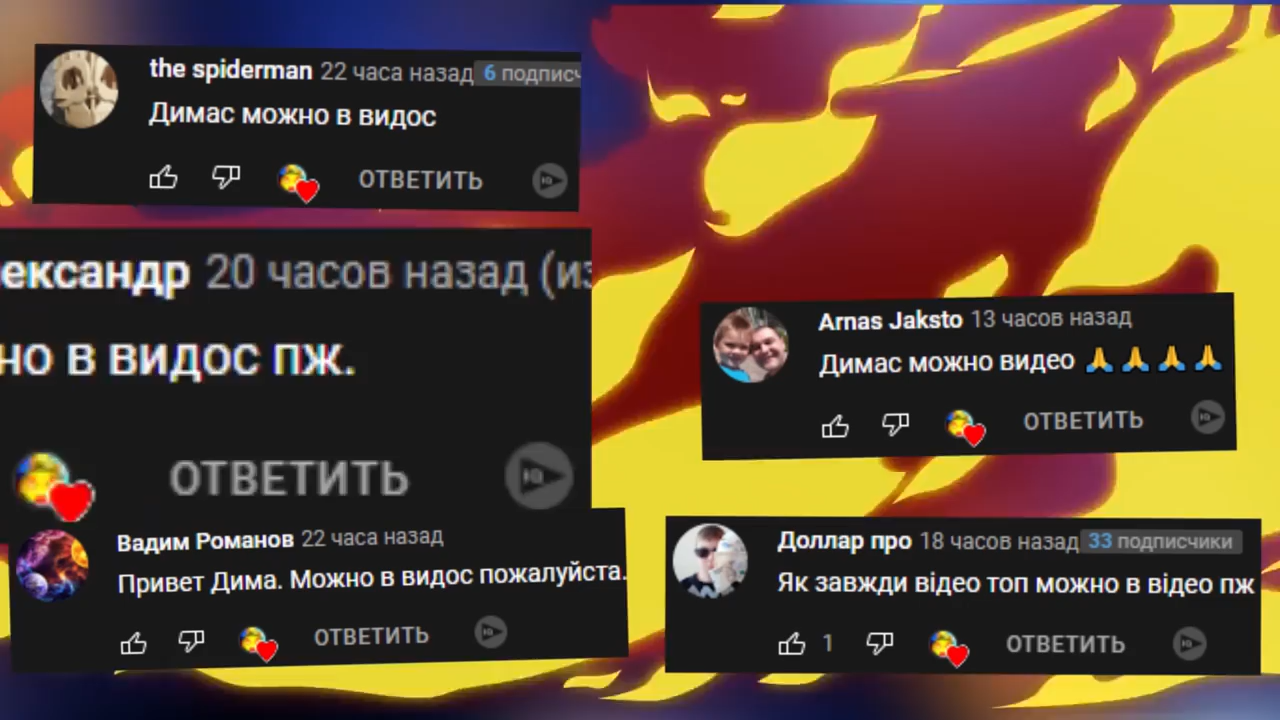 the spiderman 22 часа назад 6 подписч
Димас можно в видос
ОТВЕТИТЬ
ександр 20 часов назад (из
но в видос пж.
ОТВЕТИТЬ
Вадим Романов 22 часа назад
Привет Дима. Можно в видос пожалуйста.
ОТВЕТИТЬ
Arnas Jaksto 13 часов назад
Димас можно видео 🙏 🙏 🙏 🙏
ОТВЕТИТЬ
Доллар про 18 часов назад 33 подписчики
Як завжди відео топ можно в відео пж
1 ОТВЕТИТЬ